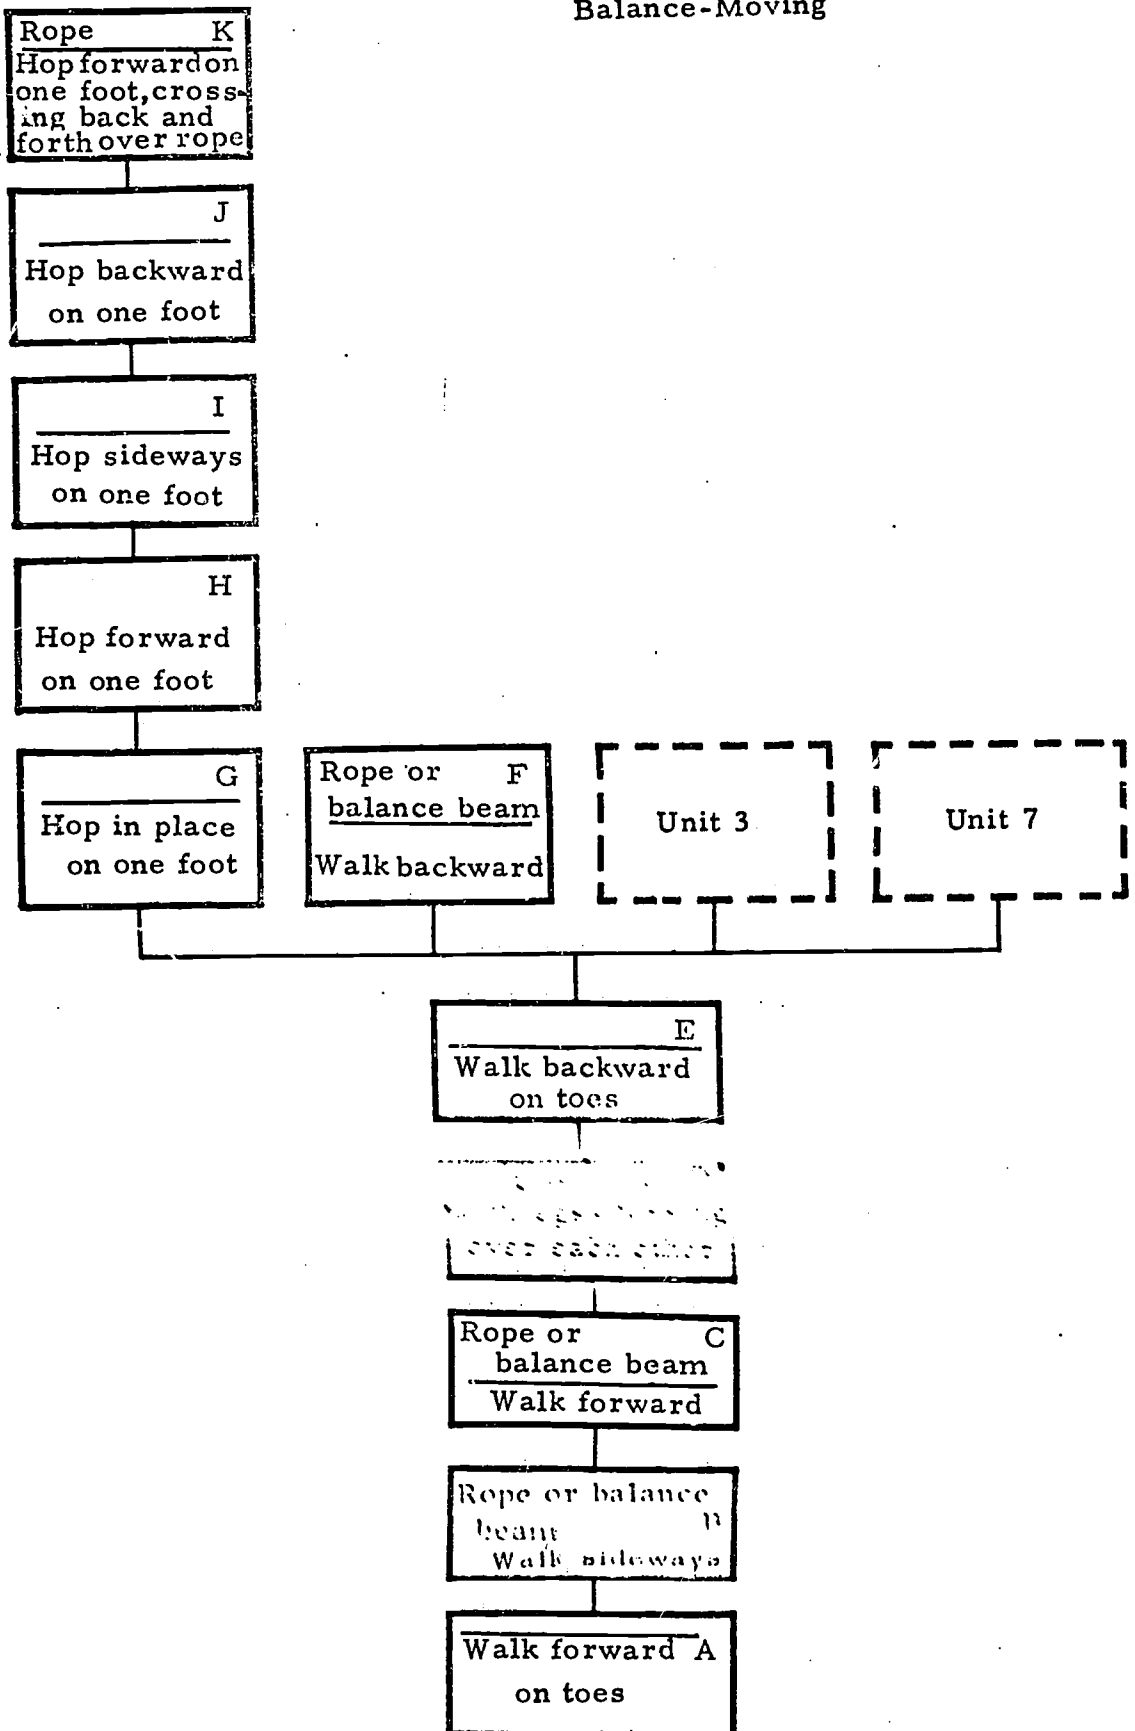 Balance-Moving
Rope K
Hop forward on
one foot, cross-
ing back and
forth over rope
J
Hop backward
on one foot
I
Hop sideways
on one foot
H
Hop forward
on one foot
G
Hop in place
on one foot
Rope or F
balance beam
Walk backward
Unit 3
Unit 7
E
Walk backward
on toes
over each other
Rope or C
balance beam
Walk forward
Rope or balance
beam
Walk sideways
Walk forward A
on toes